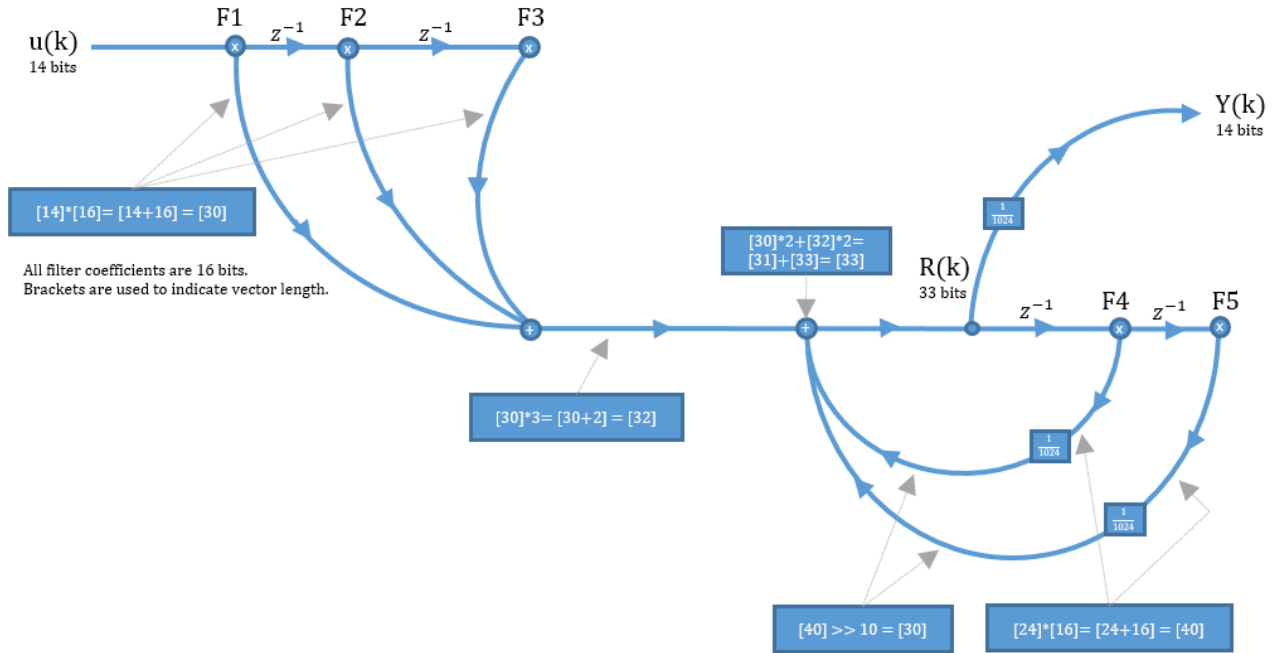 F1
F2
F3
z⁻¹
z⁻¹
u(k)
14 bits
x
x
x
Y(k)
14 bits
[14]*[16]= [14+16] = [30]
1/1024
[30]*2+[32]*2=
[31]+[33]= [33]
All filter coefficients are 16 bits.
Brackets are used to indicate vector length.
R(k)
33 bits
z⁻¹
F4
z⁻¹
F5
+
+
x
x
[30]*3= [30+2] = [32]
1/1024
1/1024
[40] >> 10 = [30]
[24]*[16]= [24+16] = [40]